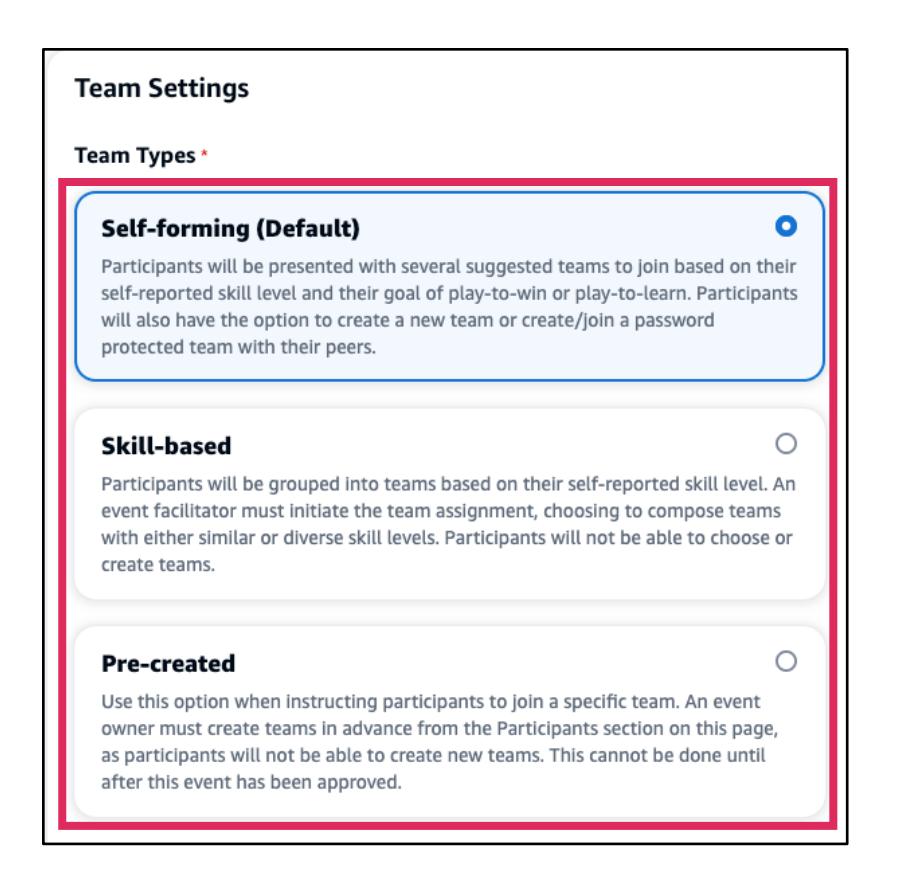 Team Settings
Team Types *
Self-forming (Default)
Participants will be presented with several suggested teams to join based on their
self-reported skill level and their goal of play-to-win or play-to-learn. Participants
will also have the option to create a new team or create/join a password
protected team with their peers.
Skill-based
Participants will be grouped into teams based on their self-reported skill level. An
event facilitator must initiate the team assignment, choosing to compose teams
with either similar or diverse skill levels. Participants will not be able to choose or
create teams.
Pre-created
Use this option when instructing participants to join a specific team. An event
owner must create teams in advance from the Participants section on this page,
as participants will not be able to create new teams. This cannot be done until
after this event has been approved.